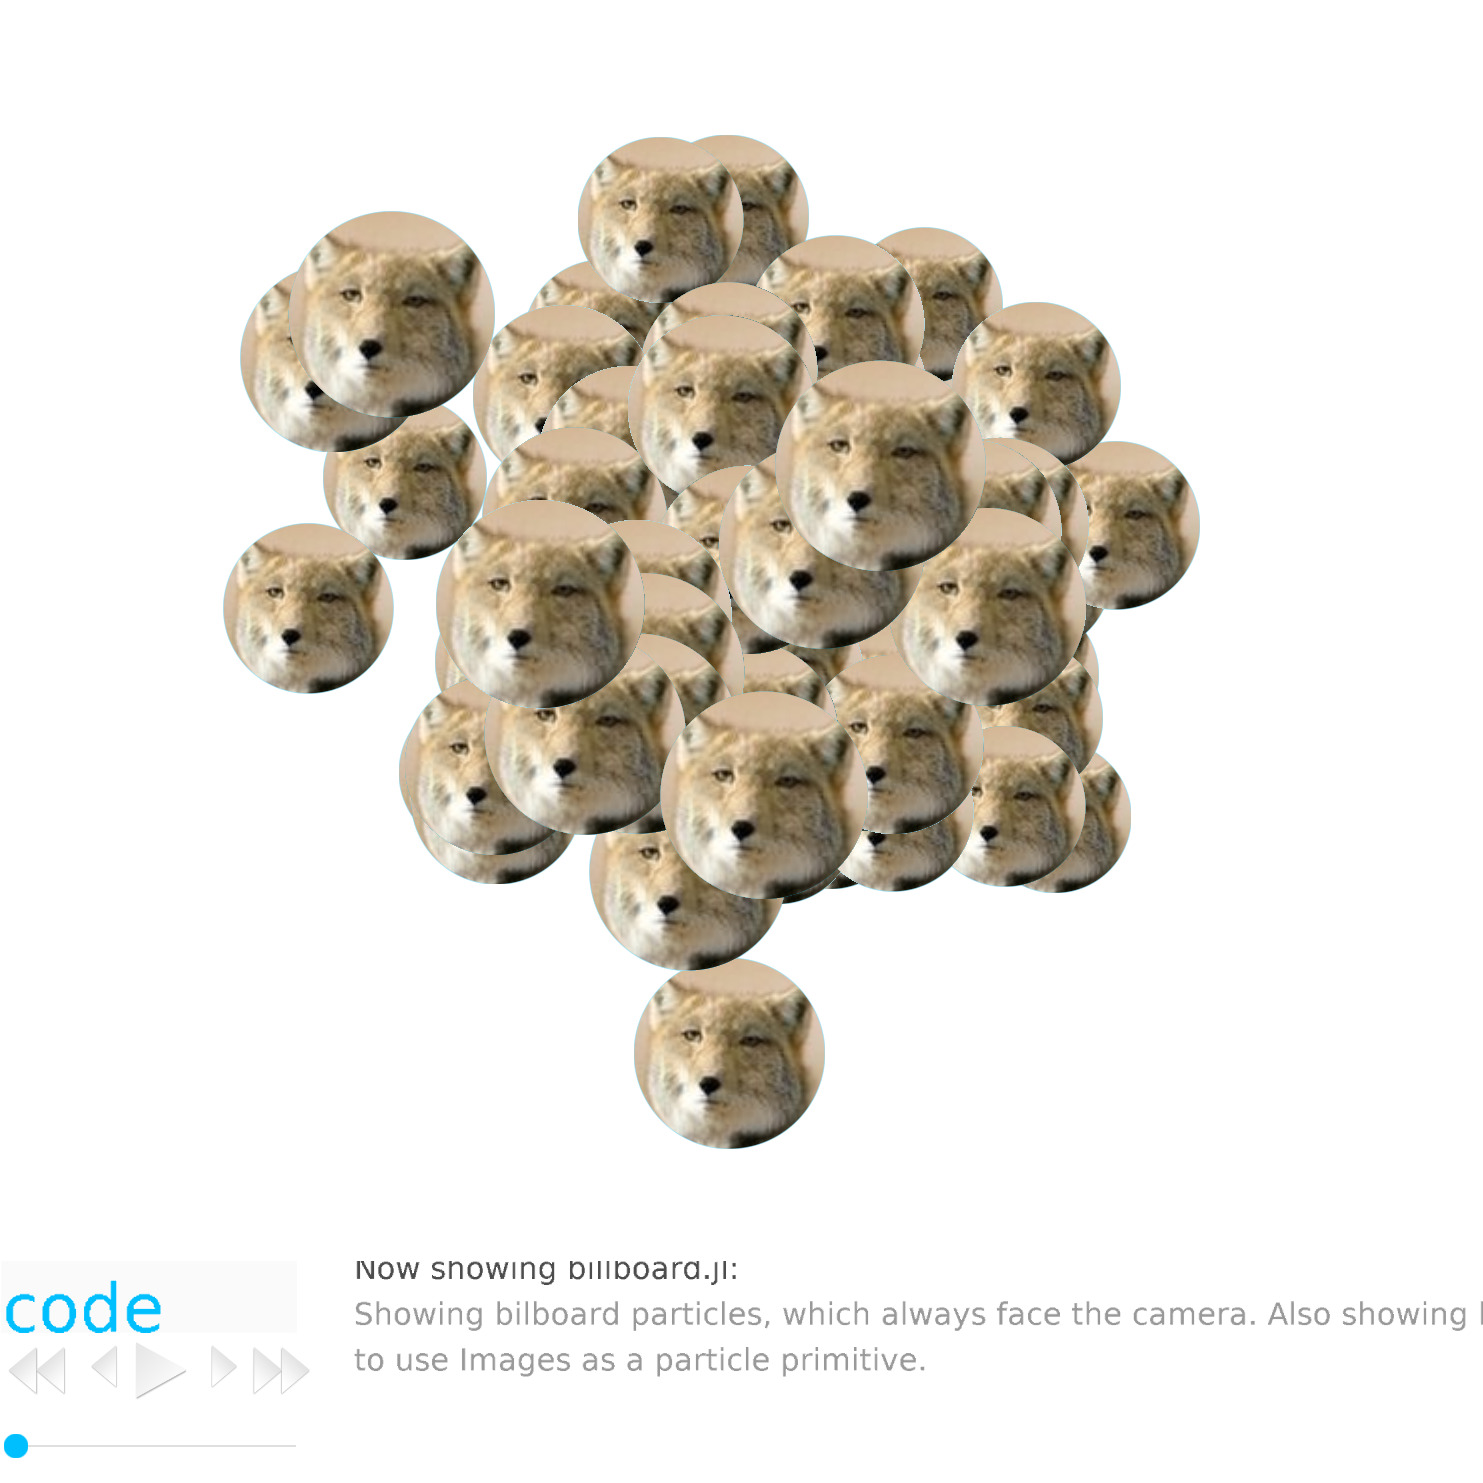 Now showing billboard.jl:
code
Showing bilboard particles, which always face the camera. Also showing
to use Images as a particle primitive.